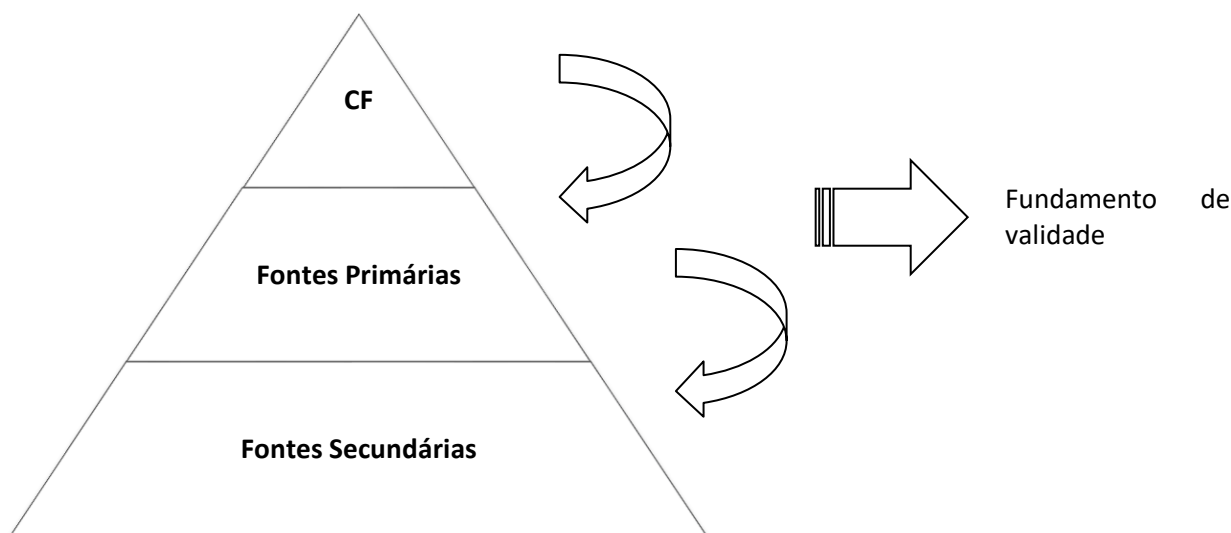 CF
Fundamento de
validade
Fontes Primárias
Fontes Secundárias